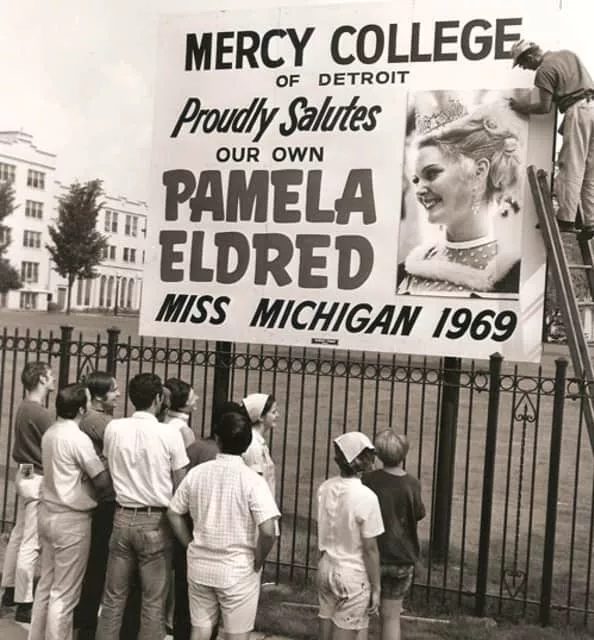 MERCY COLLEGE
OF DETROIT
Proudly Salutes
OUR OWN
PAMELA
ELDRED
MISS MICHIGAN 1969